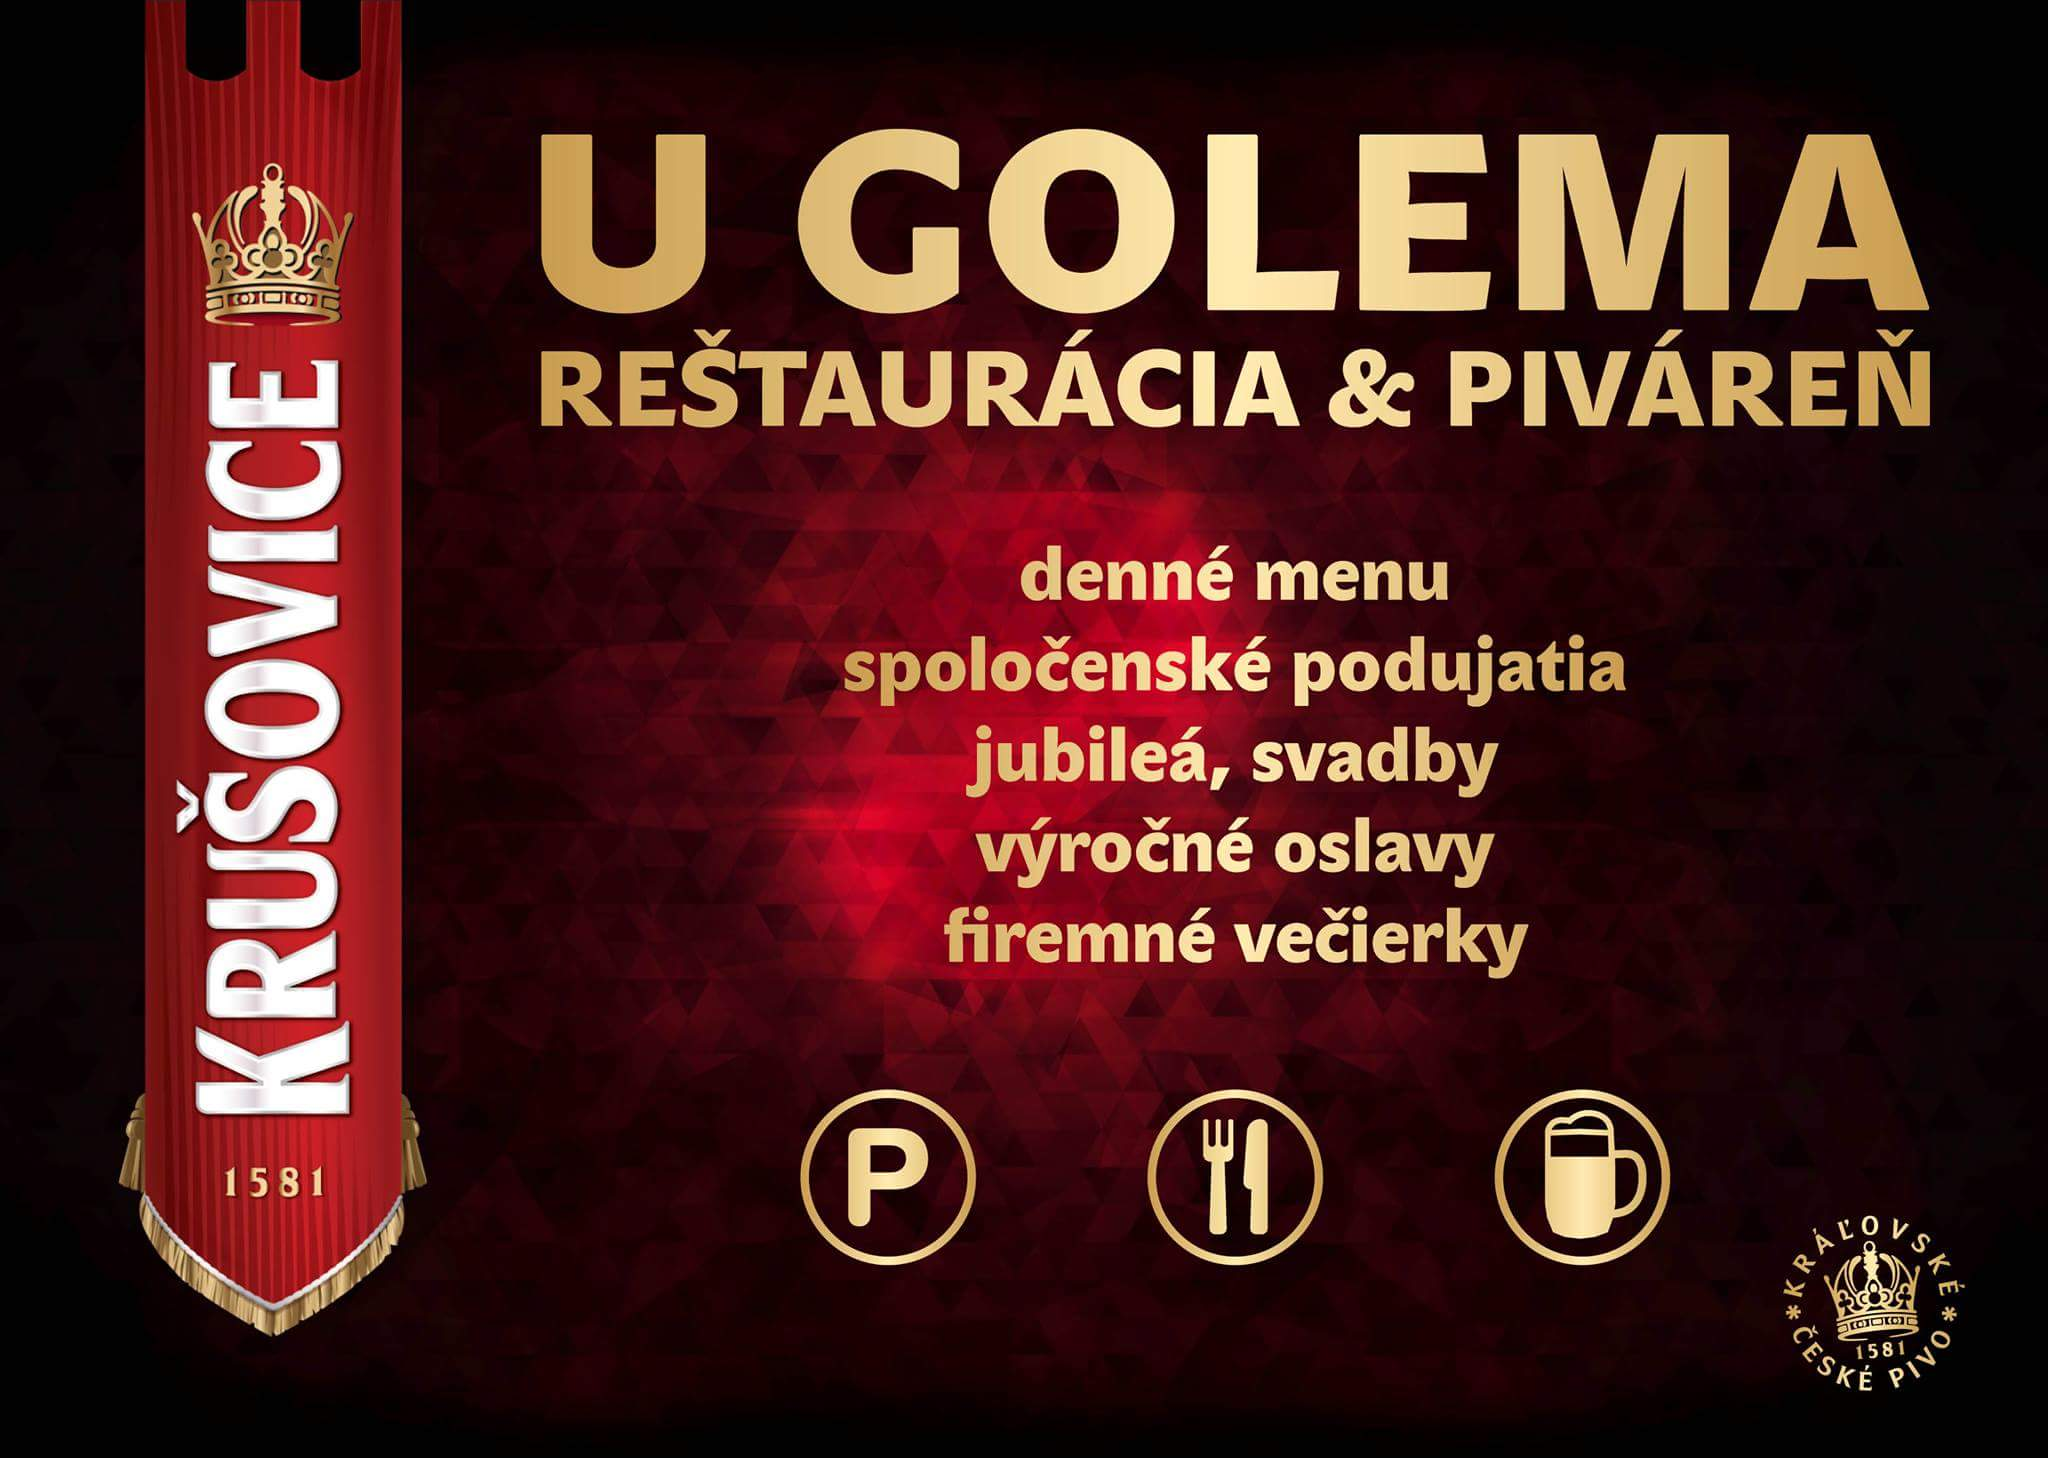 KRUŠOVICE
1581
U GOLEMA
REŠTAURÁCIA & PIVÁREŇ
denné menu
spoločenské podujatia
jubileá, svadby
výročné oslavy
firemné večierky
P
KRÁĽOVSKÉ
1581
ČESKÉ PIVO